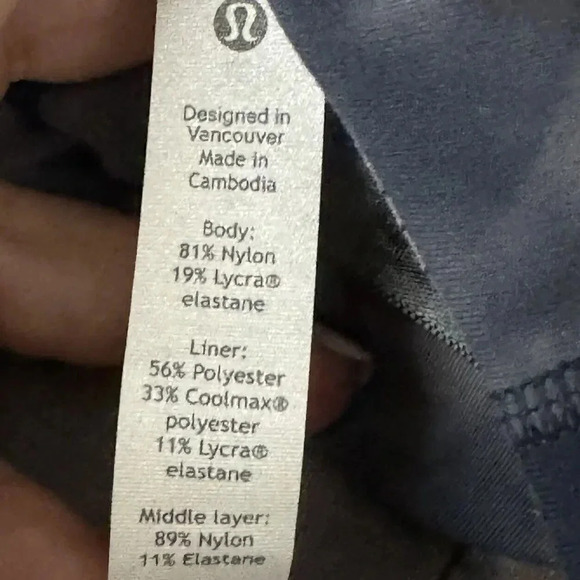 Designed in
Vancouver
Made in
Cambodia
Body:
81% Nylon
19% Lycra®
elastane
Liner:
56% Polyester
33% Coolmax®
polyester
11% Lycra®
elastane
Middle layer:
89% Nylon
11% Elastane